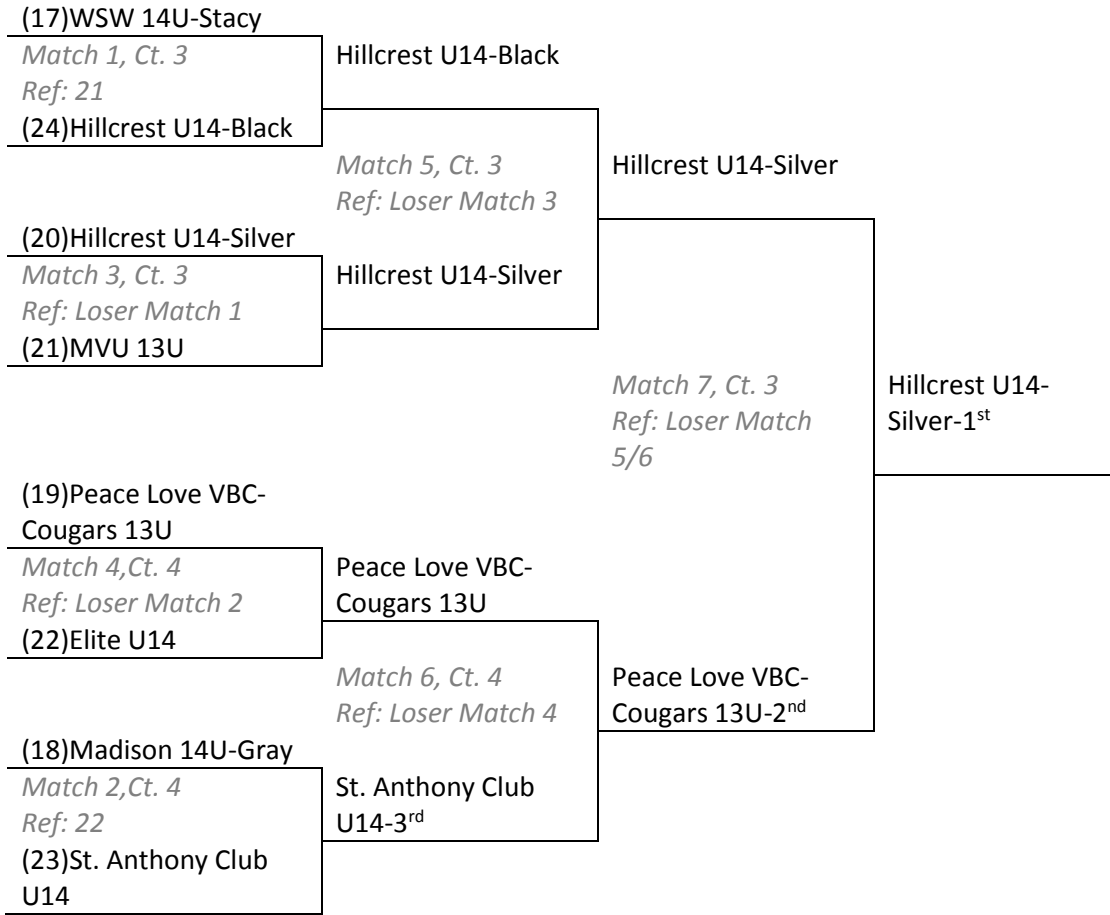 (17)WSW 14U-Stacy
Match 1, Ct. 3
Ref: 21
(24)Hillcrest U14-Black
Hillcrest U14-Black
Match 5, Ct. 3
Ref: Loser Match 3
Hillcrest U14-Silver
(20)Hillcrest U14-Silver
Match 3, Ct. 3
Ref: Loser Match 1
(21)MVU 13U
Hillcrest U14-Silver
Match 7, Ct. 3
Ref: Loser Match
5/6
Hillcrest U14-
Silver-1st
(19)Peace Love VBC-
Cougars 13U
Match 4,Ct. 4
Ref: Loser Match 2
(22)Elite U14
Peace Love VBC-
Cougars 13U
Match 6, Ct. 4
Ref: Loser Match 4
Peace Love VBC-
Cougars 13U-2nd
(18)Madison 14U-Gray
Match 2,Ct. 4
Ref: 22
(23)St. Anthony Club
U14
St. Anthony Club
U14-3rd